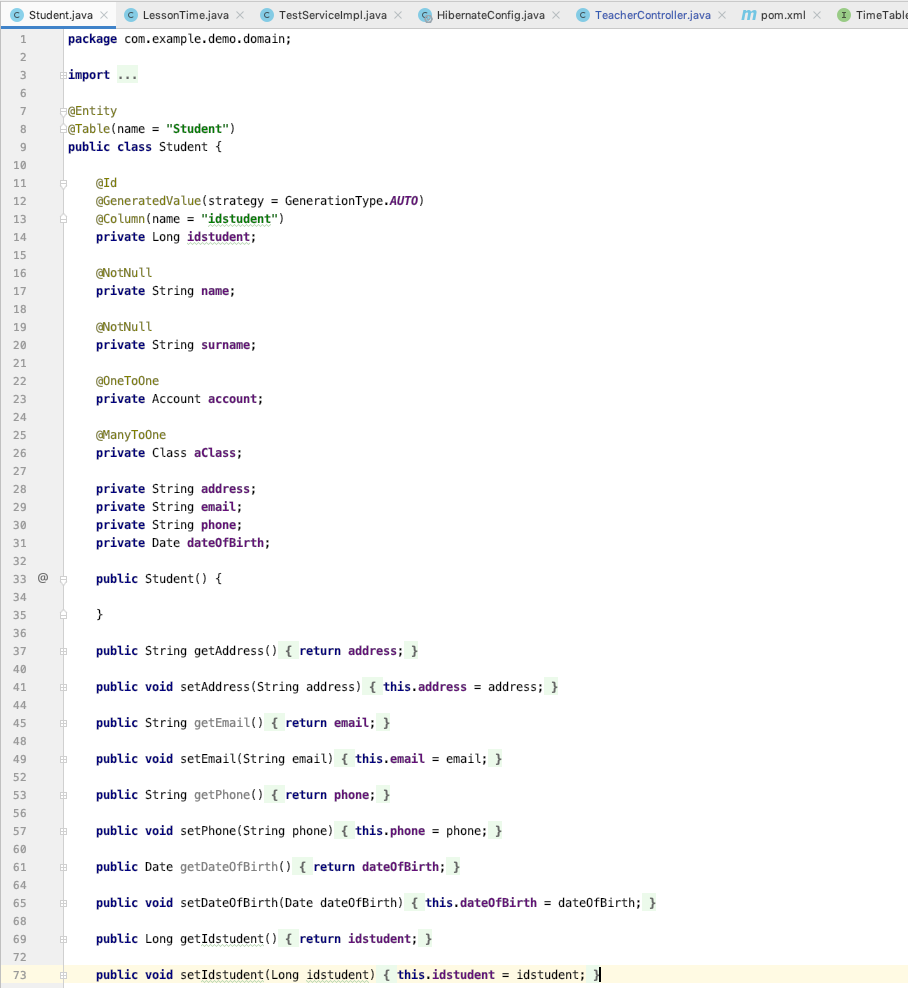 Student.java LessonTime.java TestServiceImpl.java HibernateConfig.java TeacherController.java m pom.xml I TimeTable
1 package com.example.demo.domain;
2
3 import ...
6
7 @Entity
8 @Table(name = "Student")
9 public class Student {
10
11 @Id
12 @GeneratedValue(strategy = GenerationType.AUTO)
13 @Column(name = "idstudent")
14 private Long idstudent;
15
16 @NotNull
17 private String name;
18
19 @NotNull
20 private String surname;
21
22 @OneToOne
23 private Account account;
24
25 @ManyToOne
26 private Class aClass;
27
28 private String address;
29 private String email;
30 private String phone;
31 private Date dateOfBirth;
32
33 @ public Student() {
34
35 }
36
37 public String getAddress() { return address; }
40
41 public void setAddress(String address) { this.address = address; }
44
45 public String getEmail() { return email; }
48
49 public void setEmail(String email) { this.email = email; }
52
53 public String getPhone() { return phone; }
56
57 public void setPhone(String phone) { this.phone = phone; }
60
61 public Date getDateOfBirth() { return dateOfBirth; }
64
65 public void setDateOfBirth(Date dateOfBirth) { this.dateOfBirth = dateOfBirth; }
68
69 public Long getIdstudent() { return idstudent; }
72
73 public void setIdstudent(Long idstudent) { this.idstudent = idstudent; }